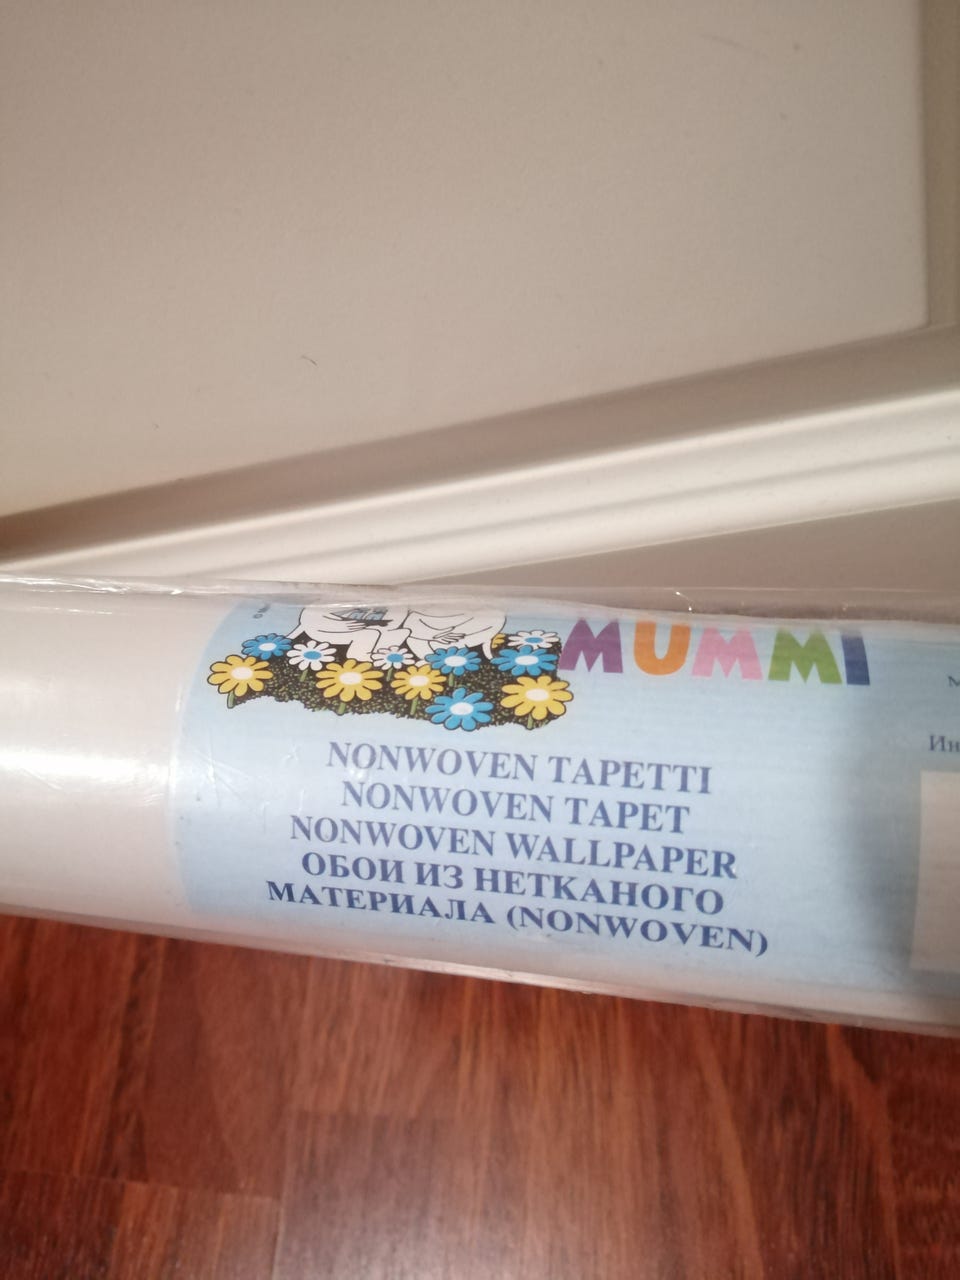 MUMMI
NONWOVEN TAPETTI
NONWOVEN TAPET
NONWOVEN WALLPAPER
ОБОИ ИЗ НЕТКАНОГО
МАТЕРИАЛА (NONWOVEN)